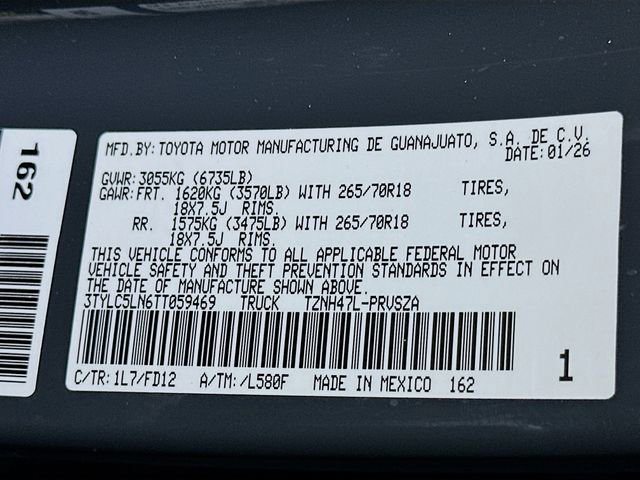 MFD.BY: TOYOTA MOTOR MANUFACTURING DE GUANAJUATO, S.A. DE C.V.
DATE: 01/26
GVWR: 3055KG (6735LB)
GAWR: FRT. 1620KG (3570LB) WITH 265/70R18 TIRES,
18X7.5J RIMS.
RR. 1575KG (3475LB) WITH 265/70R18 TIRES,
18X7.5J RIMS.
THIS VEHICLE CONFORMS TO ALL APPLICABLE FEDERAL MOTOR
VEHICLE SAFETY AND THEFT PREVENTION STANDARDS IN EFFECT ON
THE DATE OF MANUFACTURE SHOWN ABOVE.
3TYLC5LN6TT059469 TRUCK TZNH47L-PRVSZA
1
C/TR: 1L7/FD12 A/TM: /L580F MADE IN MEXICO 162
162